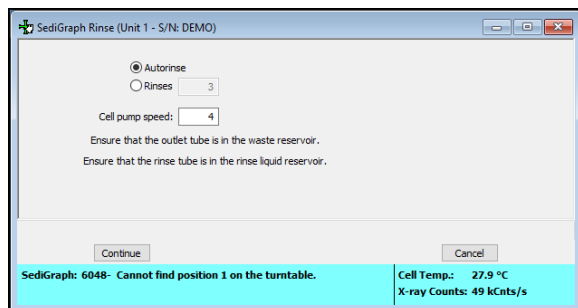 SediGraph Rinse (Unit 1 - S/N: DEMO)
Autorinse
Rinses 3
Cell pump speed: 4
Ensure that the outlet tube is in the waste reservoir.
Ensure that the rinse tube is in the rinse liquid reservoir.
Continue Cancel
SediGraph: 6048- Cannot find position 1 on the turntable. Cell Temp.: 27.9 °C
X-ray Counts: 49 kCnts/s